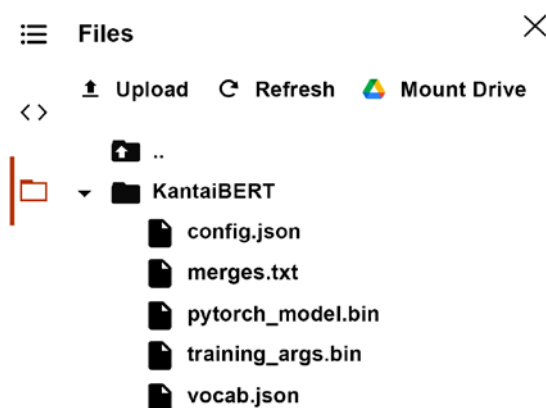 Files
Upload Refresh Mount Drive
..
KantaiBERT
config.json
merges.txt
pytorch_model.bin
training_args.bin
vocab.json